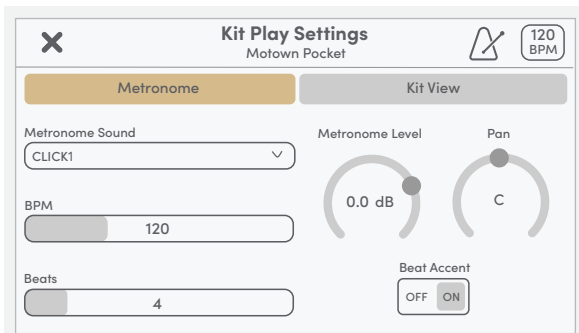 Kit Play Settings
Motown Pocket
120
BPM
Metronome
Kit View
Metronome Sound
CLICK1
Metronome Level
Pan
0.0 dB
C
BPM
120
Beats
4
Beat Accent
OFF ON